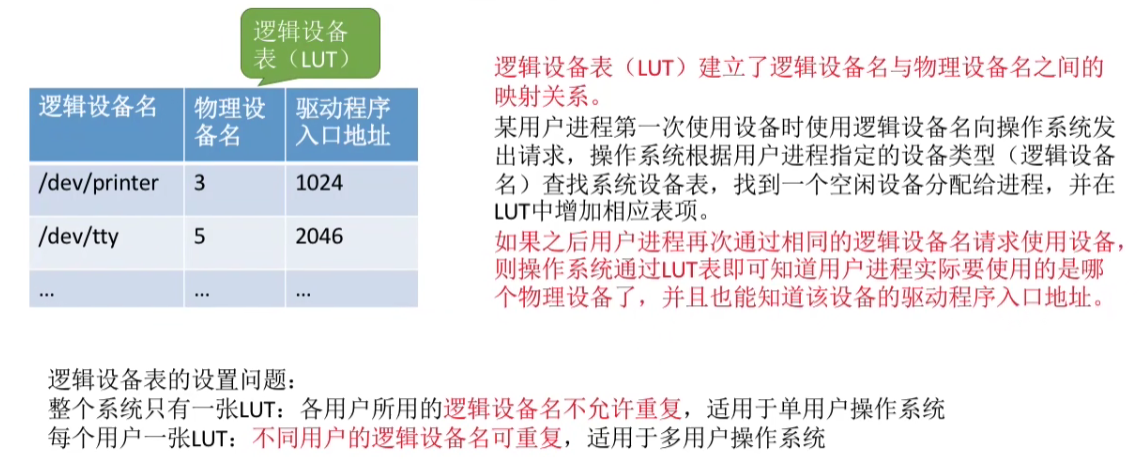 逻辑设备
表（LUT）
逻辑设备名 物理设备名 驱动程序入口地址
/dev/printer 3 1024
/dev/tty 5 2046
... ... ...
逻辑设备表（LUT）建立了逻辑设备名与物理设备名之间的
映射关系。
某用户进程第一次使用设备时使用逻辑设备名向操作系统发
出请求，操作系统根据用户进程指定的设备类型（逻辑设备
名）查找系统设备表，找到一个空闲设备分配给进程，并在
LUT中增加相应表项。
如果之后用户进程再次通过相同的逻辑设备名请求使用设备，
则操作系统通过LUT表即可知道用户进程实际要使用的是哪
个物理设备了，并且也能知道该设备的驱动程序入口地址。
逻辑设备表的设置问题：
整个系统只有一张LUT：各用户所用的逻辑设备名不允许重复，适用于单用户操作系统
每个用户一张LUT：不同用户的逻辑设备名可重复，适用于多用户操作系统